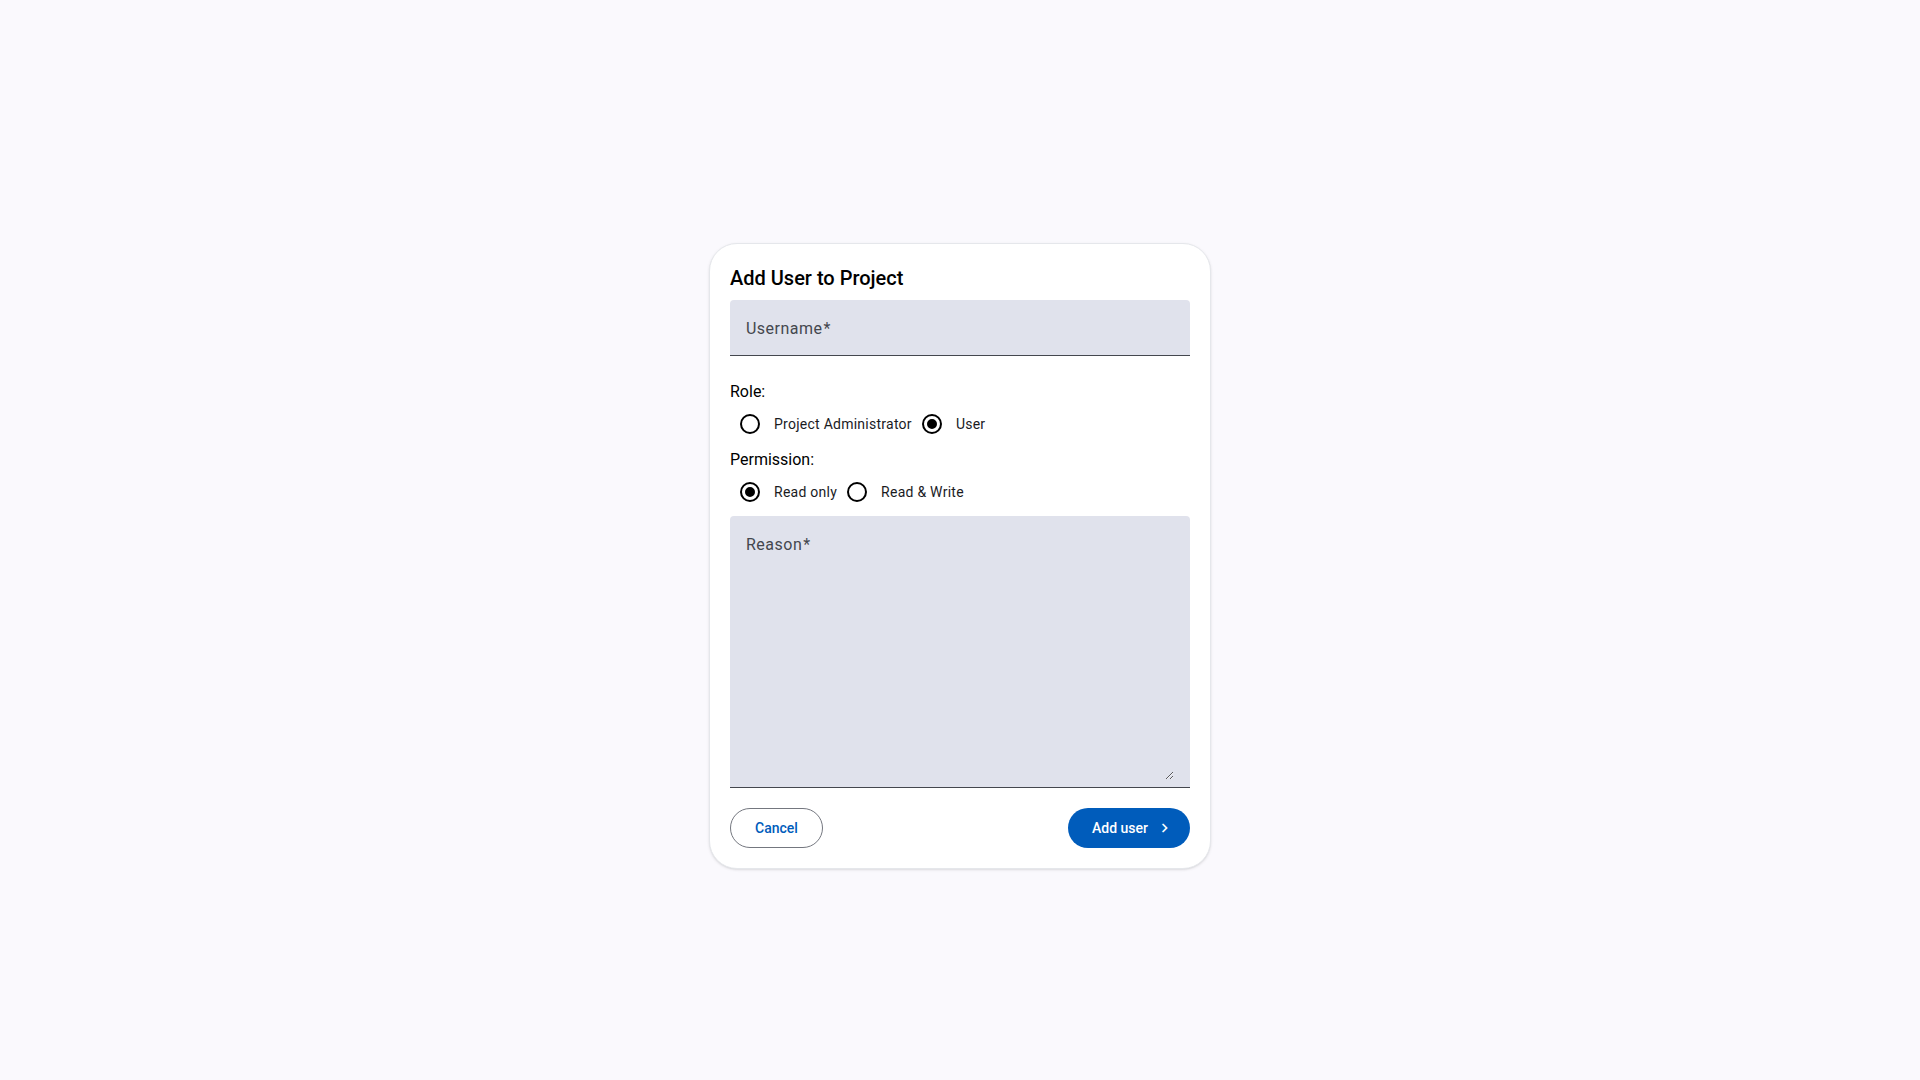 Add User to Project
Username*
Role:
Project Administrator User
Permission:
Read only Read & Write
Reason*
Cancel Add user